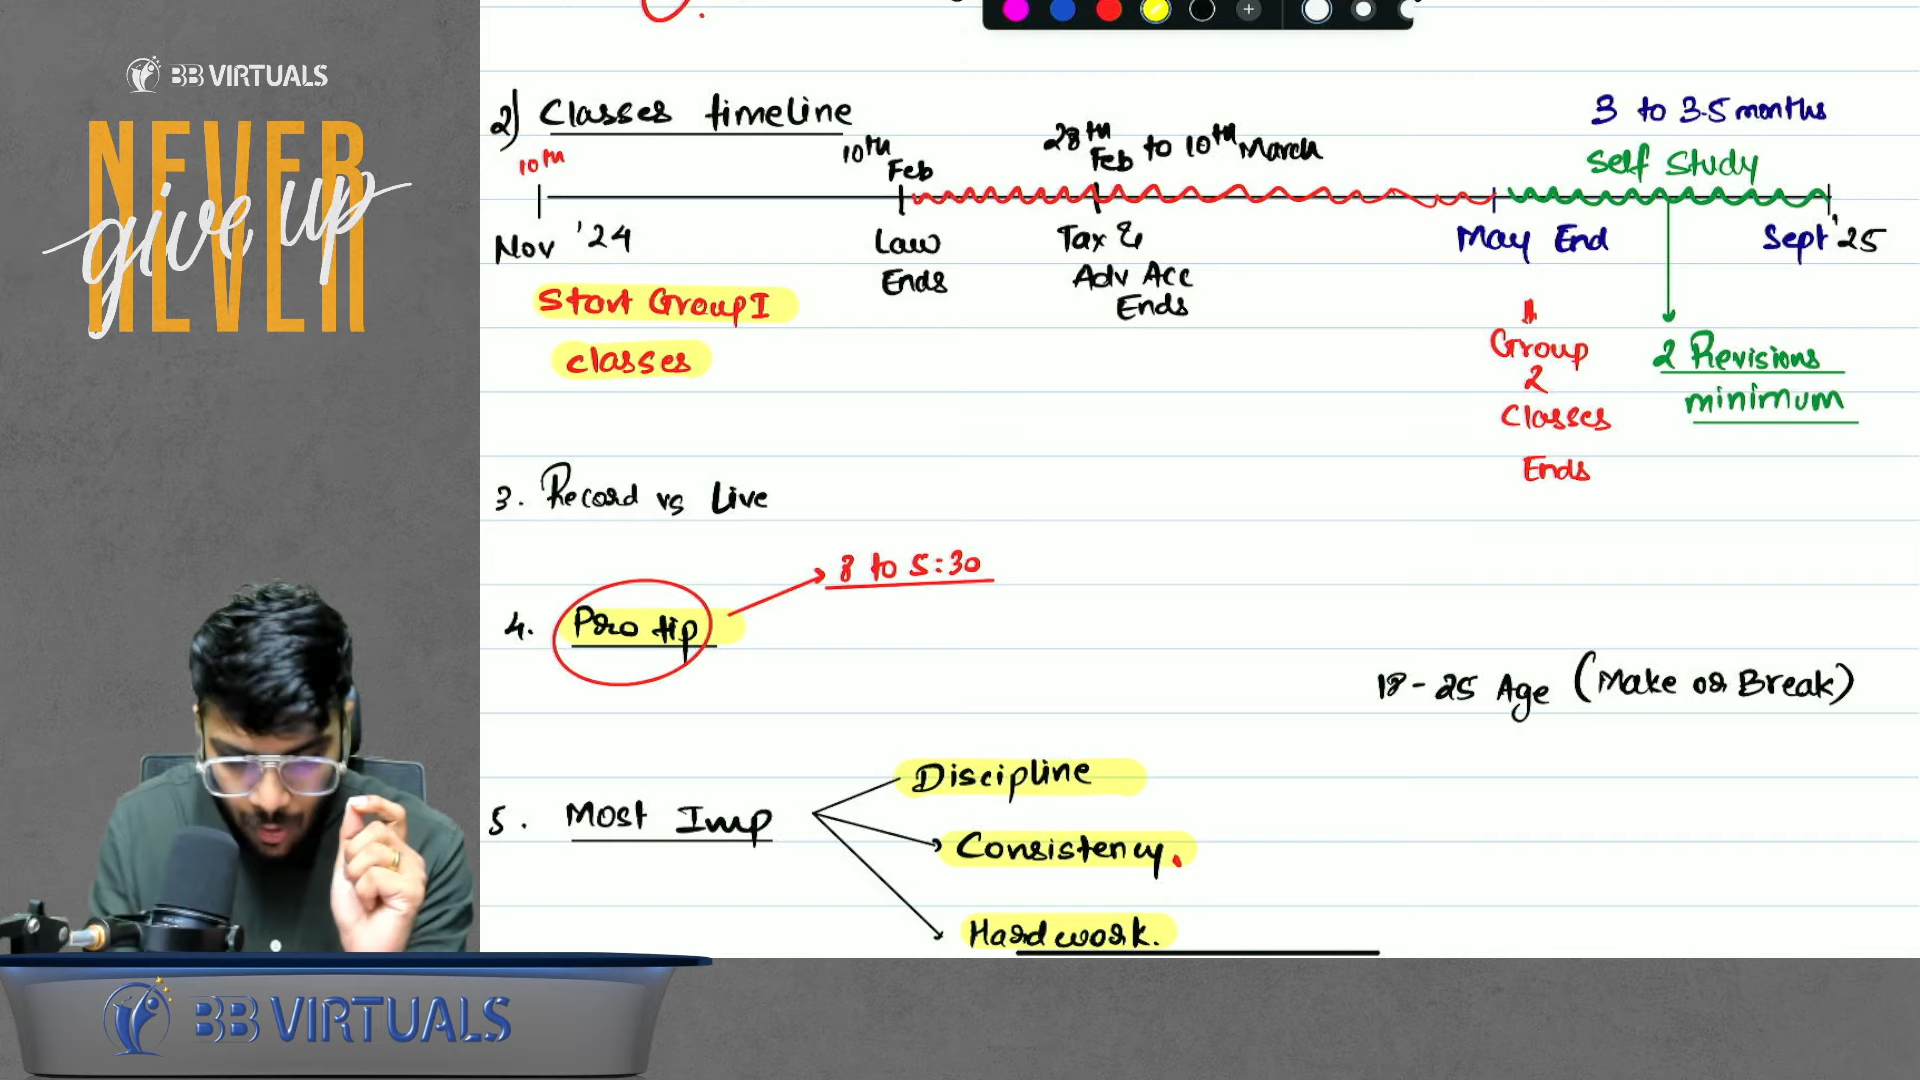 BB VIRTUALS
NEVER
give up
NEVER
2) Classes timeline
10th
10th Feb
28th Feb to 10th March
3 to 3.5 months
Self Study
Nov '24
Law Ends
Tax & Adv Acc Ends
May End
Sept '25
Start Group I
classes
Group
2
Classes
Ends
2 Revisions
minimum
3. Record vs Live
8 to 5:30
4. Pro tip
18-25 Age (Make or Break)
Discipline
5. Most Imp
Consistency.
Hardwork.
BB VIRTUALS